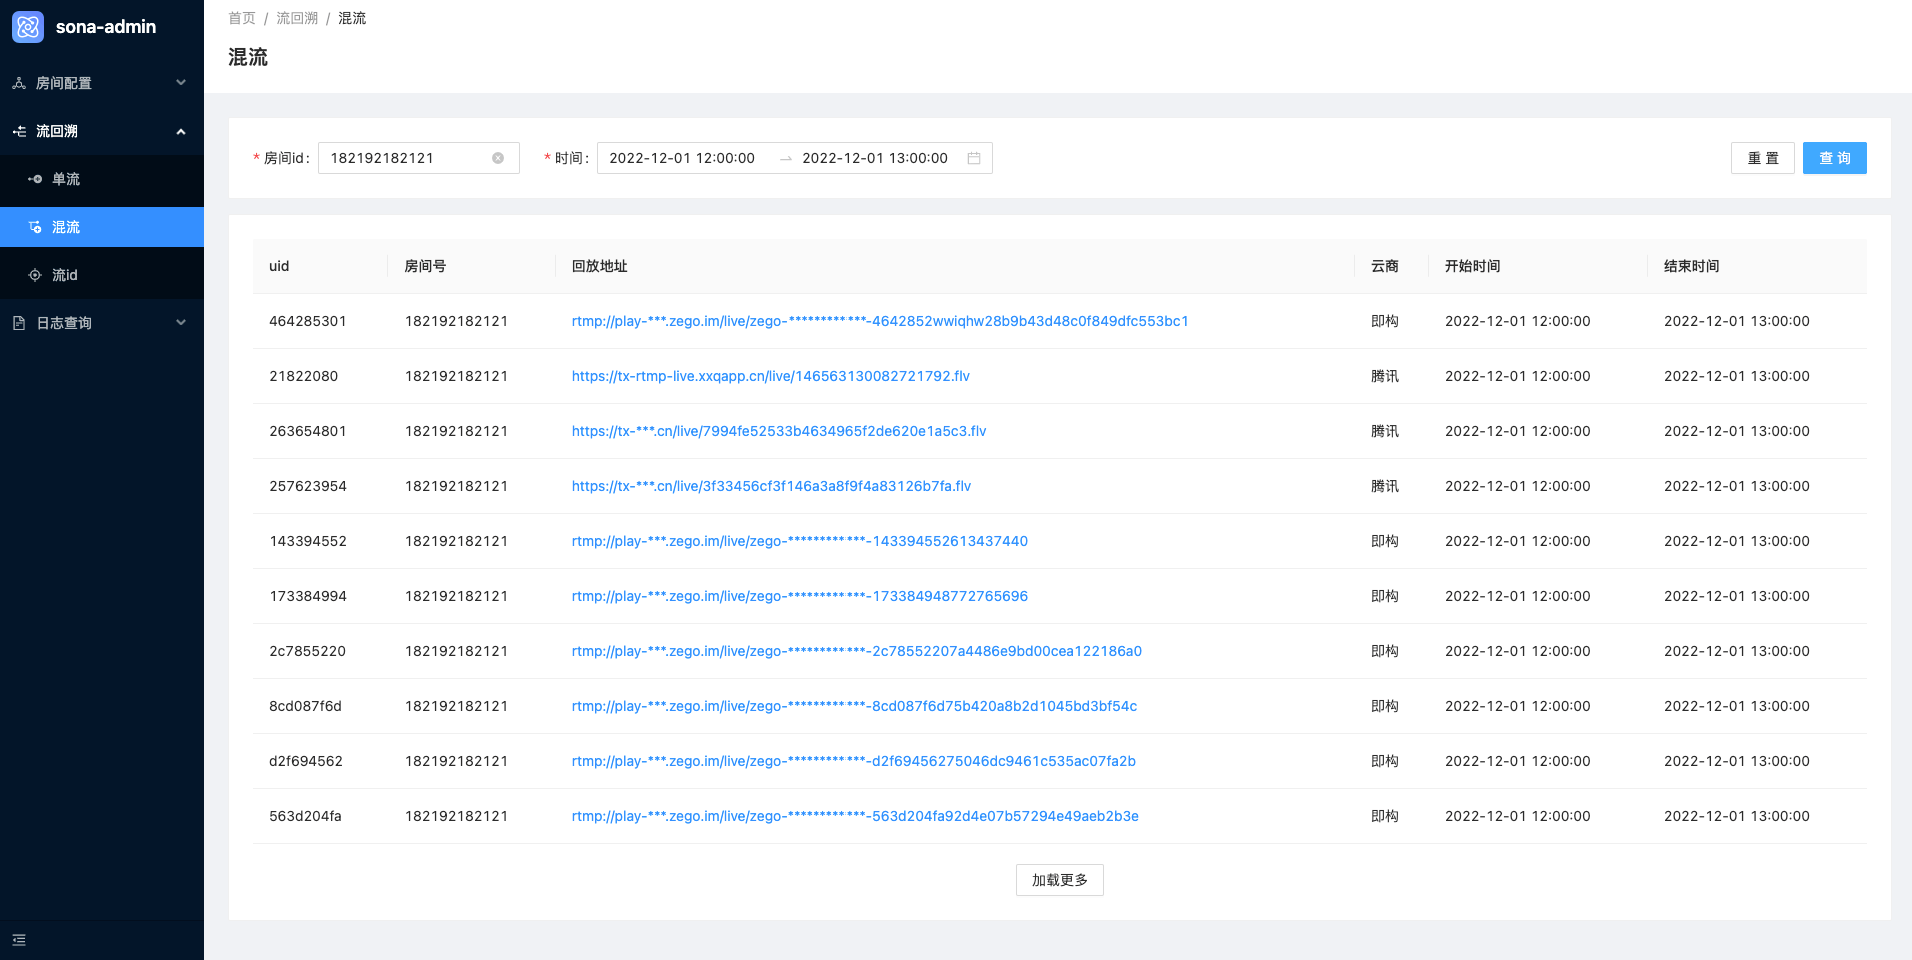 sona-admin
房间配置
流回溯
单流
混流
流id
日志查询
首页 / 流回溯 / 混流
混流
* 房间id: 182192182121 * 时间: 2022-12-01 12:00:00 → 2022-12-01 13:00:00 重 置 查 询
uid 房间号 回放地址 云商 开始时间 结束时间
464285301 182192182121 rtmp://play-***.zego.im/live/zego-************-4642852wwiqhw28b9b43d48c0f849dfc553bc1 即构 2022-12-01 12:00:00 2022-12-01 13:00:00
21822080 182192182121 https://tx-rtmp-live.xxqapp.cn/live/146563130082721792.flv 腾讯 2022-12-01 12:00:00 2022-12-01 13:00:00
263654801 182192182121 https://tx-***.cn/live/7994fe52533b4634965f2de620e1a5c3.flv 腾讯 2022-12-01 12:00:00 2022-12-01 13:00:00
257623954 182192182121 https://tx-***.cn/live/3f33456cf3f146a3a8f9f4a83126b7fa.flv 腾讯 2022-12-01 12:00:00 2022-12-01 13:00:00
143394552 182192182121 rtmp://play-***.zego.im/live/zego-************-143394552613437440 即构 2022-12-01 12:00:00 2022-12-01 13:00:00
173384994 182192182121 rtmp://play-***.zego.im/live/zego-************-173384948772765696 即构 2022-12-01 12:00:00 2022-12-01 13:00:00
2c7855220 182192182121 rtmp://play-***.zego.im/live/zego-************-2c78552207a4486e9bd00cea122186a0 即构 2022-12-01 12:00:00 2022-12-01 13:00:00
8cd087f6d 182192182121 rtmp://play-***.zego.im/live/zego-************-8cd087f6d75b420a8b2d1045bd3bf54c 即构 2022-12-01 12:00:00 2022-12-01 13:00:00
d2f694562 182192182121 rtmp://play-***.zego.im/live/zego-************-d2f69456275046dc9461c535ac07fa2b 即构 2022-12-01 12:00:00 2022-12-01 13:00:00
563d204fa 182192182121 rtmp://play-***.zego.im/live/zego-************-563d204fa92d4e07b57294e49aeb2b3e 即构 2022-12-01 12:00:00 2022-12-01 13:00:00
加载更多